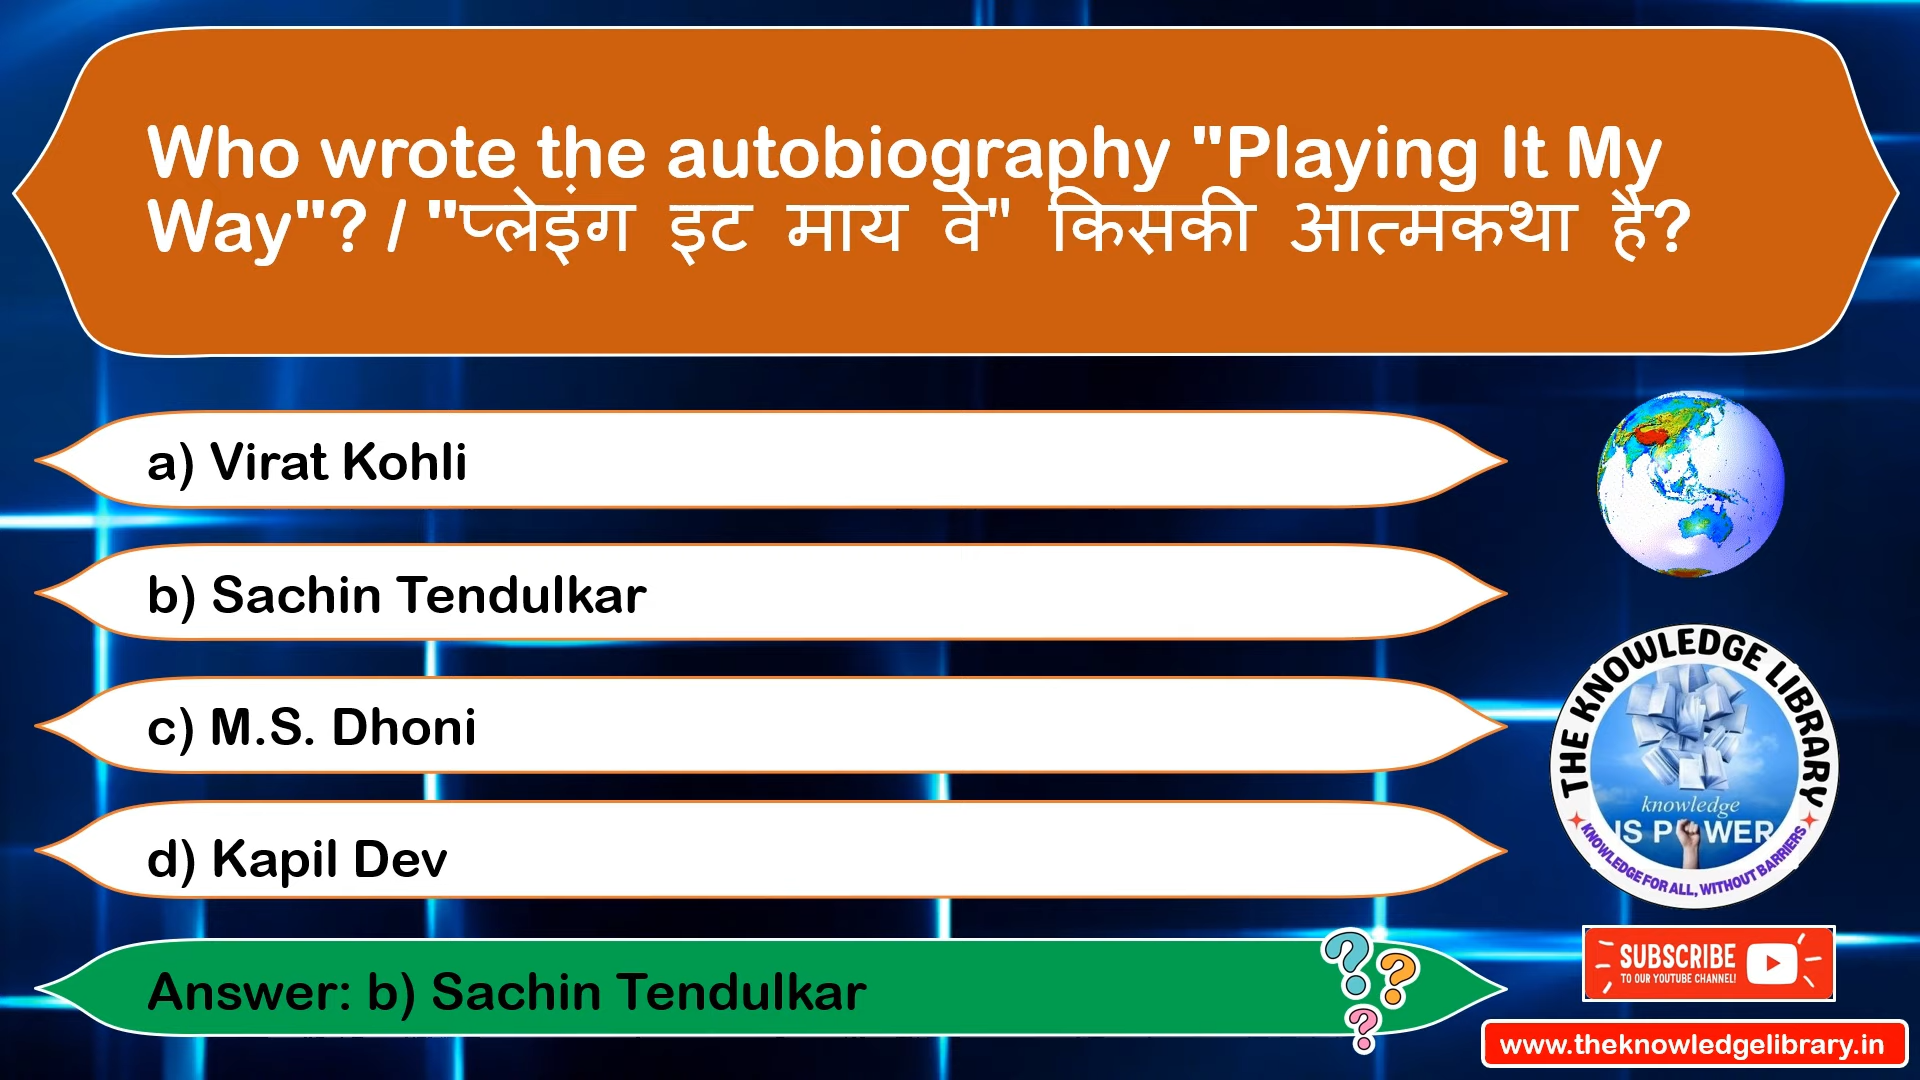 Who wrote the autobiography "Playing It My
Way"? / "प्लेइंग इट माय वे" किसकी आत्मकथा है?
a) Virat Kohli
b) Sachin Tendulkar
c) M.S. Dhoni
d) Kapil Dev
Answer: b) Sachin Tendulkar
THE KNOWLEDGE LIBRARY
knowledge
IS POWER
KNOWLEDGE FOR ALL, WITHOUT BARRIERS
SUBSCRIBE
TO OUR YOUTUBE CHANNEL!
www.theknowledgelibrary.in